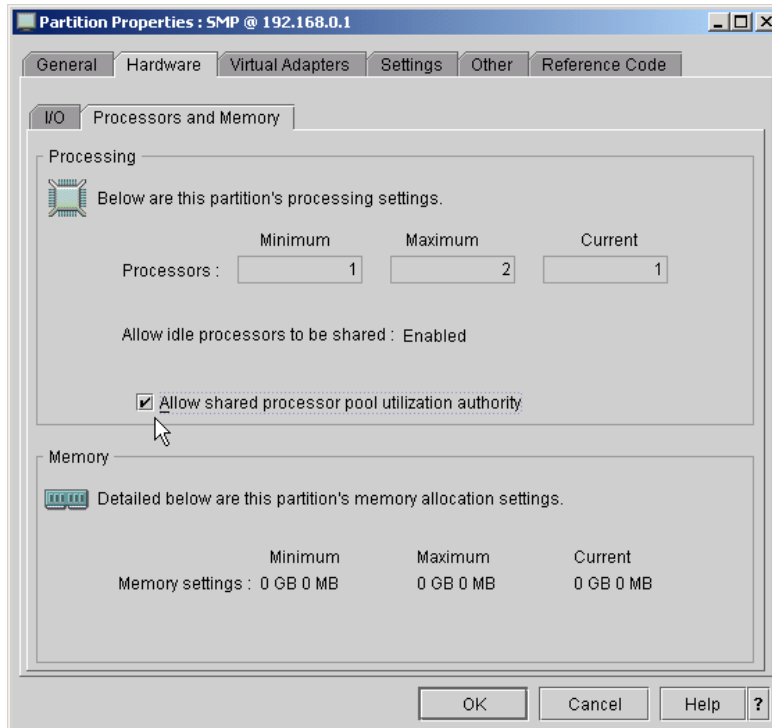 Partition Properties : SMP @ 192.168.0.1
General Hardware Virtual Adapters Settings Other Reference Code
I/O Processors and Memory
Processing
Below are this partition's processing settings.
Minimum Maximum Current
Processors : 1 2 1
Allow idle processors to be shared : Enabled
Allow shared processor pool utilization authority
Memory
Detailed below are this partition's memory allocation settings.
Minimum Maximum Current
Memory settings : 0 GB 0 MB 0 GB 0 MB 0 GB 0 MB
OK Cancel Help ?